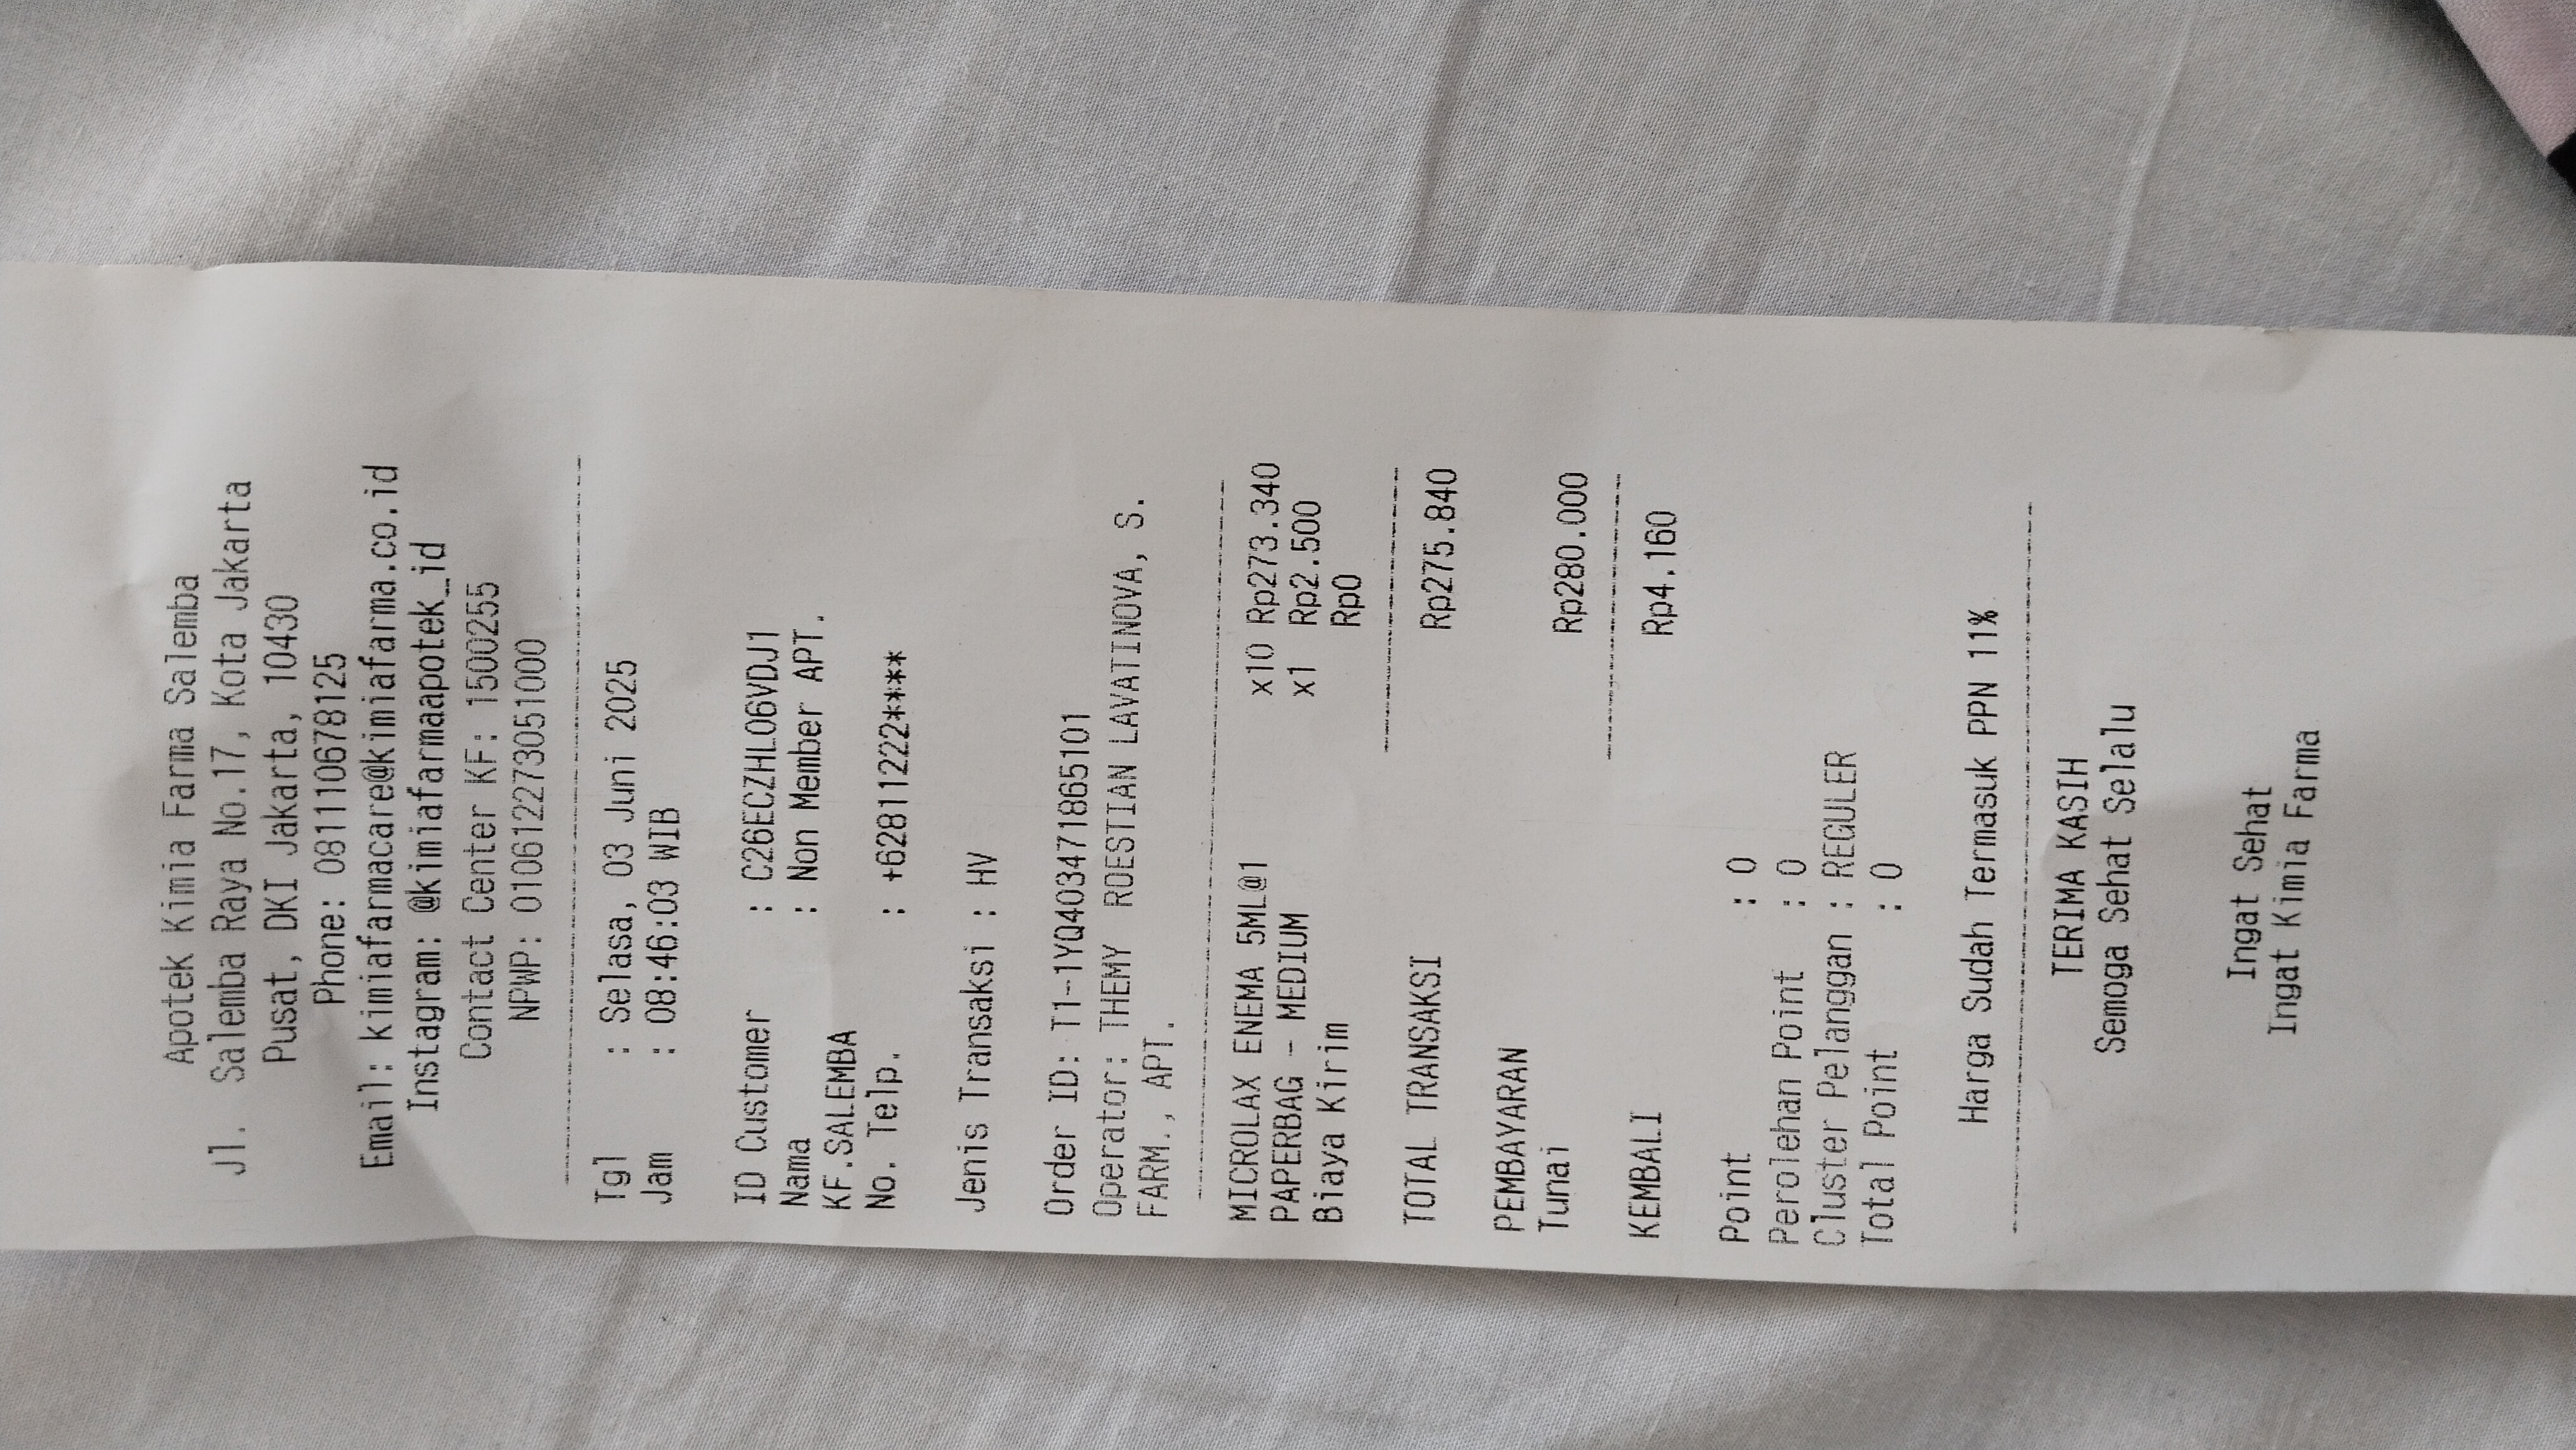 Apotek Kimia Farma Salemba
Jl. Salemba Raya No.17, Kota Jakarta
Pusat, DKI Jakarta, 10430
Phone: 081110678125
Email: kimiafarmacare@kimiafarma.co.id
Instagram: @kimiafarmaapotek_id
Contact Center KF: 1500255
NPWP: 010612273051000
Tgl : Selasa, 03 Juni 2025
Jam : 08:46:03 WIB
ID Customer : C26ECZHLO6VDJ1
Nama : Non Member APT.
KF.SALEMBA
No. Telp. : +62811222****
Jenis Transaksi : HV
Order ID: T1-1YQ4034718651​01
Operator: THEMY ROESTIAN LAVATINOVA, S.
FARM., APT.
MICROLAX ENEMA 5ML@1 x10 Rp273.340
PAPERBAG - MEDIUM x1 Rp2.500
Biaya Kirim Rp0
TOTAL TRANSAKSI Rp275.840
PEMBAYARAN
Tunai Rp280.000
KEMBALI Rp4.160
Point : 0
Perolehan Point : 0
Cluster Pelanggan : REGULER
Total Point : 0
Harga Sudah Termasuk PPN 11%
TERIMA KASIH
Semoga Sehat Selalu
Ingat Sehat
Ingat Kimia Farma